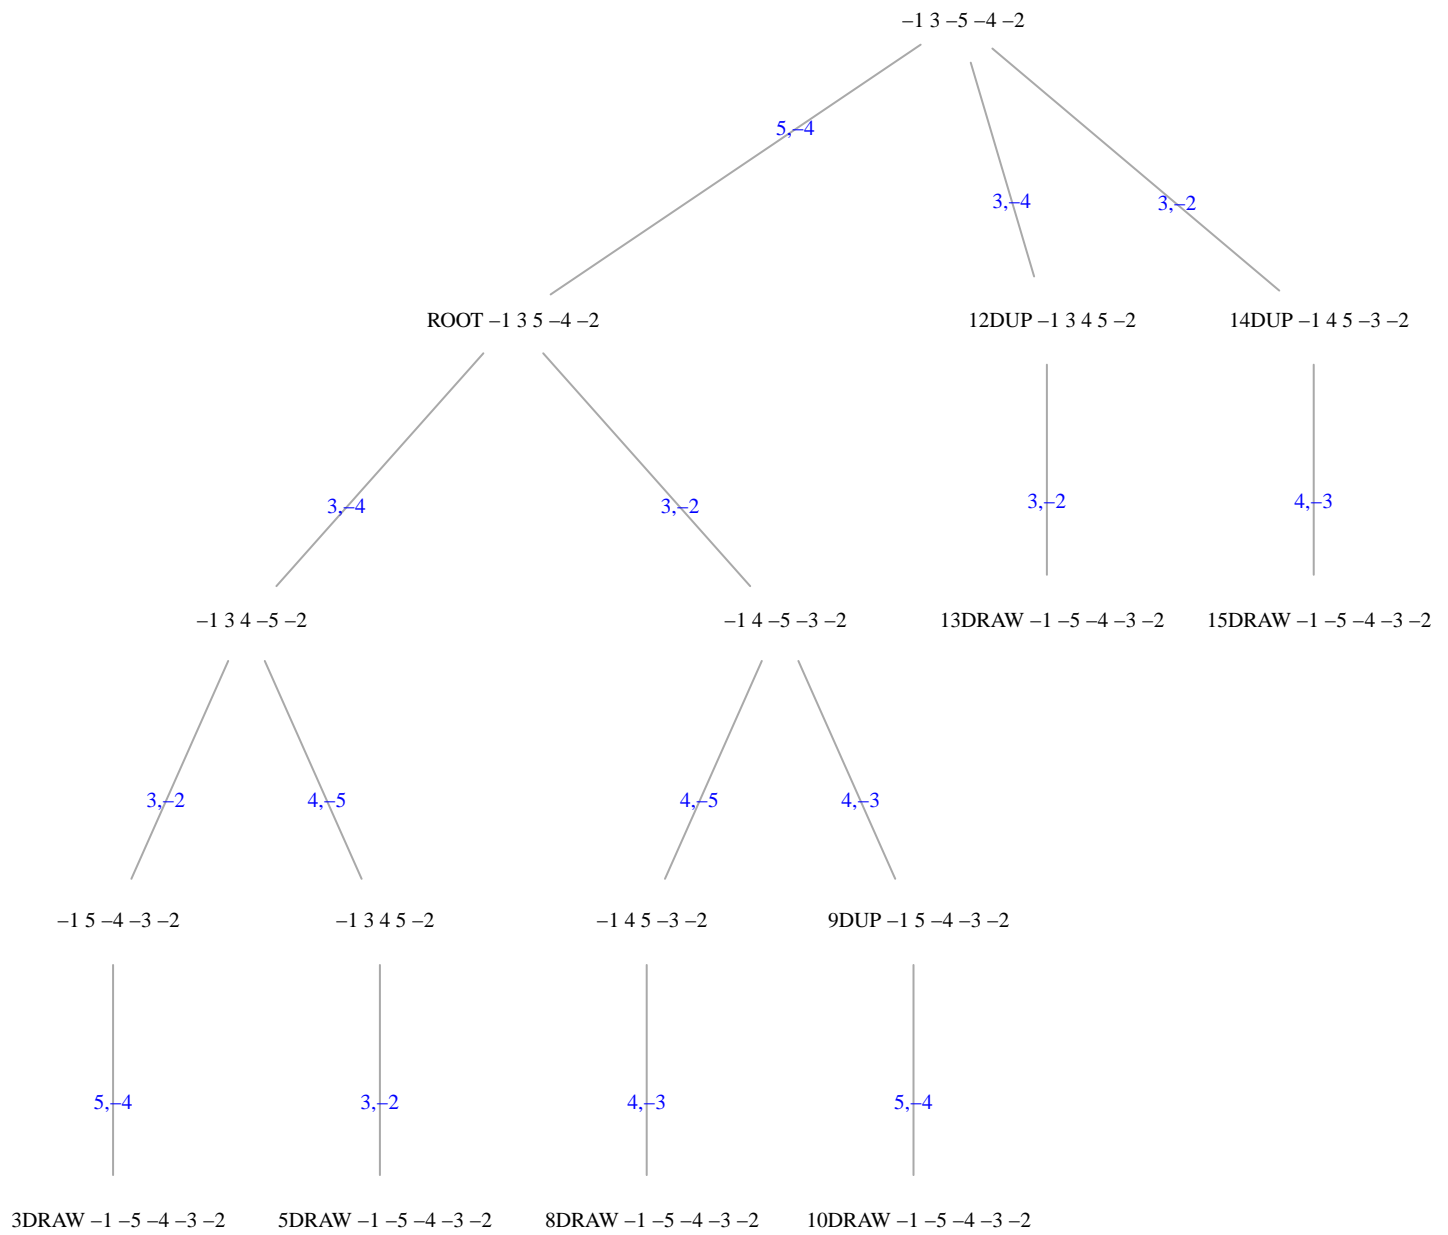 –1 3 –5 –4 –2
5,–4
3,–4
3,–2
ROOT –1 3 5 –4 –2
12DUP –1 3 4 5 –2
14DUP –1 4 5 –3 –2
3,–4
3,–2
3,–2
4,–3
–1 3 4 –5 –2
–1 4 –5 –3 –2
13DRAW –1 –5 –4 –3 –2
15DRAW –1 –5 –4 –3 –2
3,–2
4,–5
4,–5
4,–3
–1 5 –4 –3 –2
–1 3 4 5 –2
–1 4 5 –3 –2
9DUP –1 5 –4 –3 –2
5,–4
3,–2
4,–3
5,–4
3DRAW –1 –5 –4 –3 –2
5DRAW –1 –5 –4 –3 –2
8DRAW –1 –5 –4 –3 –2
10DRAW –1 –5 –4 –3 –2